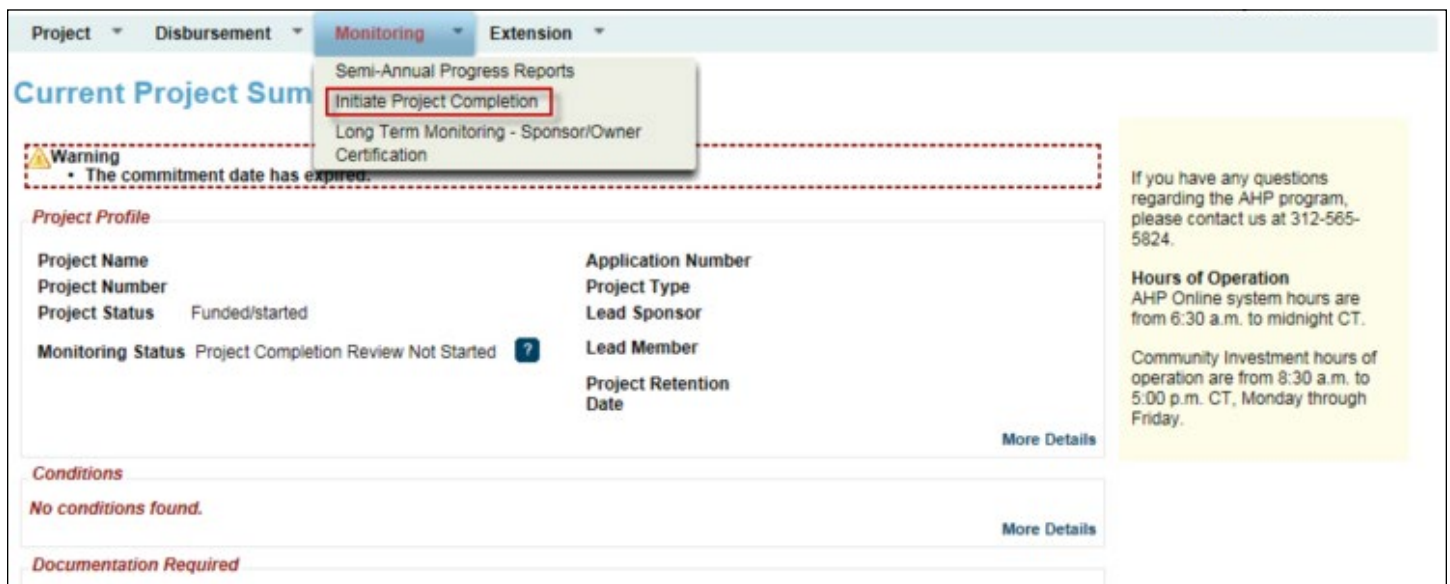 Project Disbursement Monitoring Extension
Semi-Annual Progress Reports
Initiate Project Completion
Long Term Monitoring - Sponsor/Owner
Certification
Current Project Sum
Warning
• The commitment date has expired.
Project Profile
Project Name
Project Number
Project Status Funded/started
Monitoring Status Project Completion Review Not Started ?
Application Number
Project Type
Lead Sponsor
Lead Member
Project Retention
Date
More Details
Conditions
No conditions found.
More Details
Documentation Required
If you have any questions
regarding the AHP program,
please contact us at 312-565-
5824.
Hours of Operation
AHP Online system hours are
from 6:30 a.m. to midnight CT.
Community Investment hours of
operation are from 8:30 a.m. to
5:00 p.m. CT, Monday through
Friday.